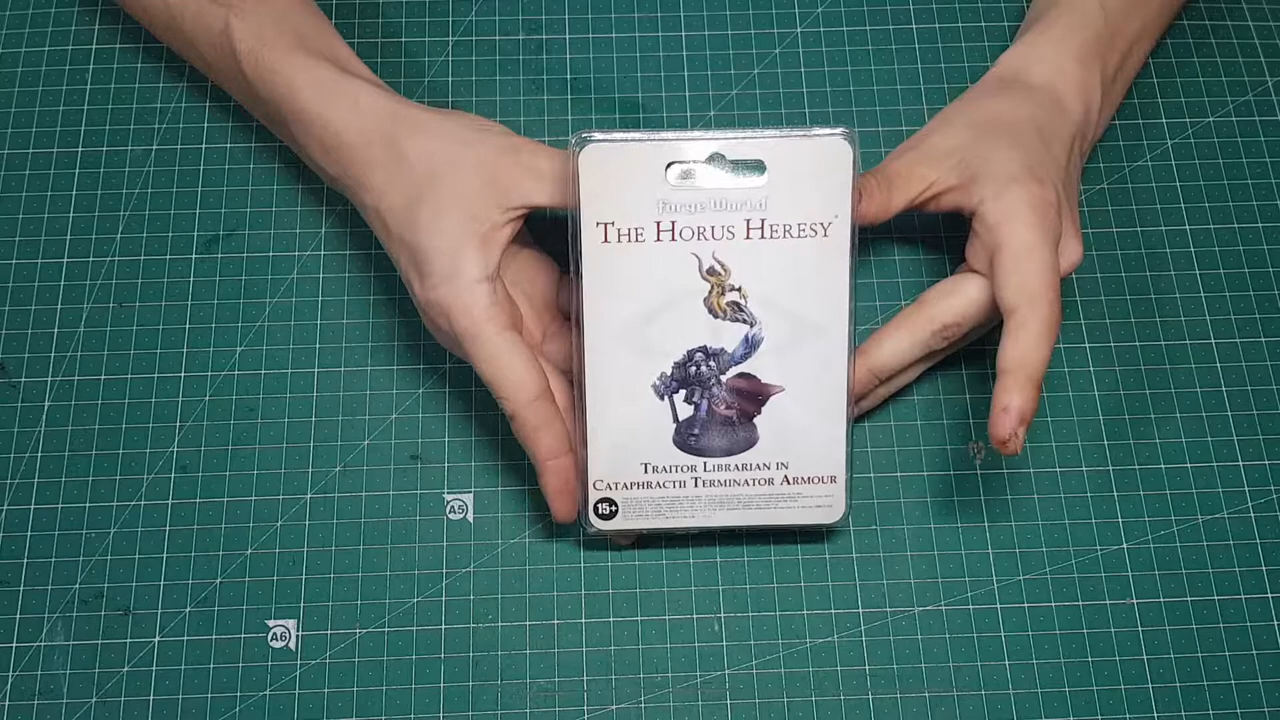 Forge World
The Horus Heresy
Traitor Librarian in
Cataphractii Terminator Armour
15+
A5
A6